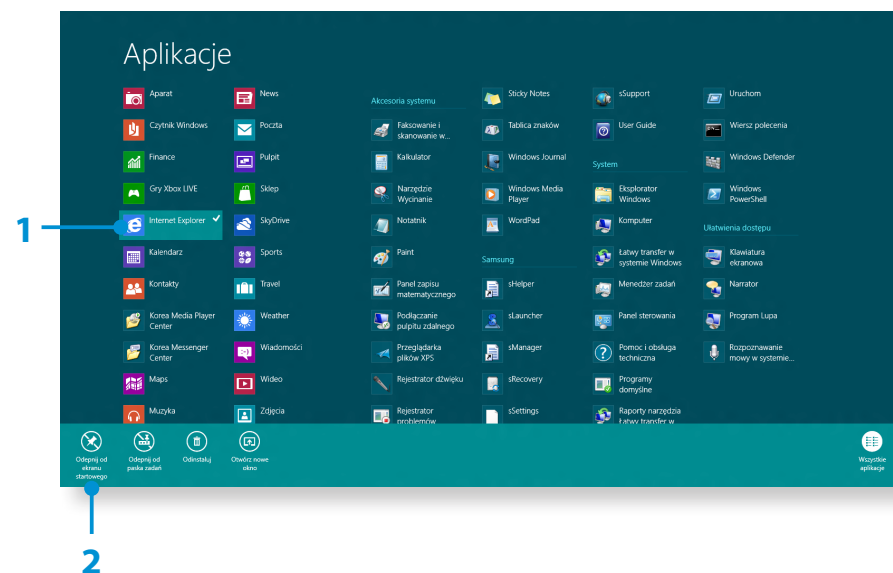 Aplikacje
Aparat
Czytnik Windows
Finance
Gry Xbox LIVE
Internet Explorer
Kalendarz
Kontakty
Korea Media Player
Center
Korea Messenger
Center
Maps
Muzyka
News
Poczta
Pulpit
Sklep
SkyDrive
Sports
Travel
Weather
Wiadomości
Wideo
Zdjęcia
Akcesoria systemu
Faksowanie i
skanowanie w...
Kalkulator
Narzędzie
Wycinanie
Notatnik
Paint
Panel zapisu
matematycznego
Podłączanie
pulpitu zdalnego
Przeglądarka
plików XPS
Rejestrator dźwięku
Rejestrator
problemów
Sticky Notes
Tablica znaków
Windows Journal
Windows Media
Player
WordPad
Samsung
sHelper
sLauncher
sManager
sRecovery
sSettings
sSupport
User Guide
System
Eksplorator
Windows
Komputer
Łatwy transfer w
systemie Windows
Menedżer zadań
Panel sterowania
Pomoc i obsługa
techniczna
Programy
domyślne
Raporty narzędzia
Łatwy transfer w
Uruchom
Wiersz polecenia
Windows Defender
Windows
PowerShell
Ułatwienia dostępu
Klawiatura
ekranowa
Narrator
Program Lupa
Rozpoznawanie
mowy w systemie...
Odepnij od
ekranu
startowego
Odepnij od
paska zadań
Odinstaluj
Otwórz nowe
okno
Wszystkie
aplikacje
1
2